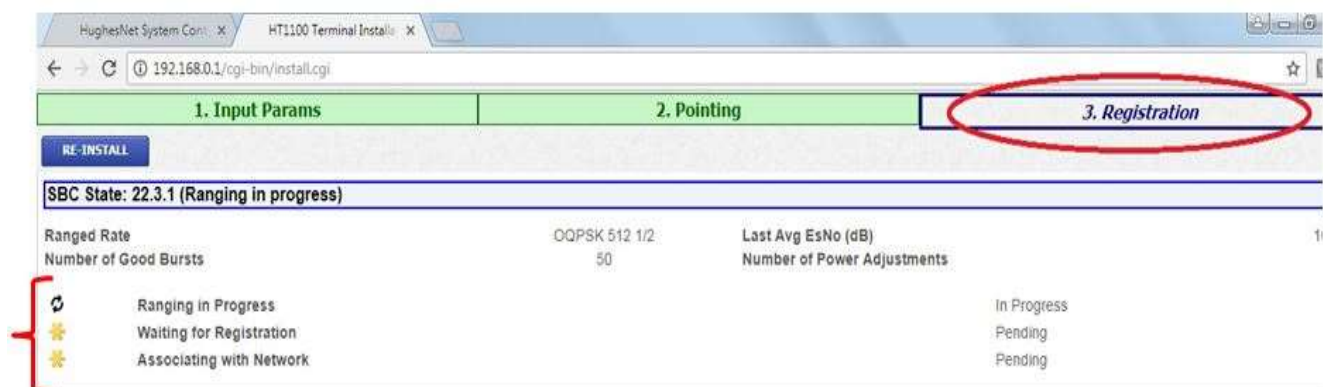 HughesNet System Cont
HT1100 Terminal Installa
192.168.0.1/cgi-bin/install.cgi
1. Input Params
2. Pointing
3. Registration
RE-INSTALL
SBC State: 22.3.1 (Ranging in progress)
Ranged Rate OQPSK 512 1/2 Last Avg EsNo (dB)
Number of Good Bursts 50 Number of Power Adjustments
Ranging in Progress In Progress
Waiting for Registration Pending
Associating with Network Pending